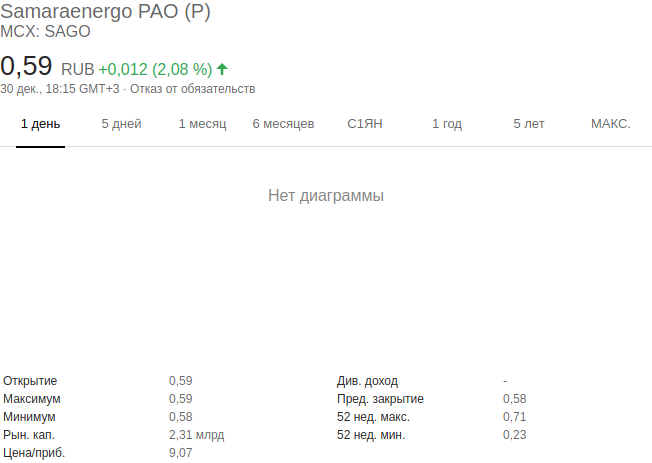 Samaraenergo PAO (P)
MCX: SAGO
0,59 RUB +0,012 (2,08 %)
30 дек., 18:15 GMT+3 · Отказ от обязательств
1 день 5 дней 1 месяц 6 месяцев С1ЯН 1 год 5 лет МАКС.
Нет диаграммы
Открытие 0,59 Див. доход -
Максимум 0,59 Пред. закрытие 0,58
Минимум 0,58 52 нед. макс. 0,71
Рын. кап. 2,31 млрд 52 нед. мин. 0,23
Цена/приб. 9,07